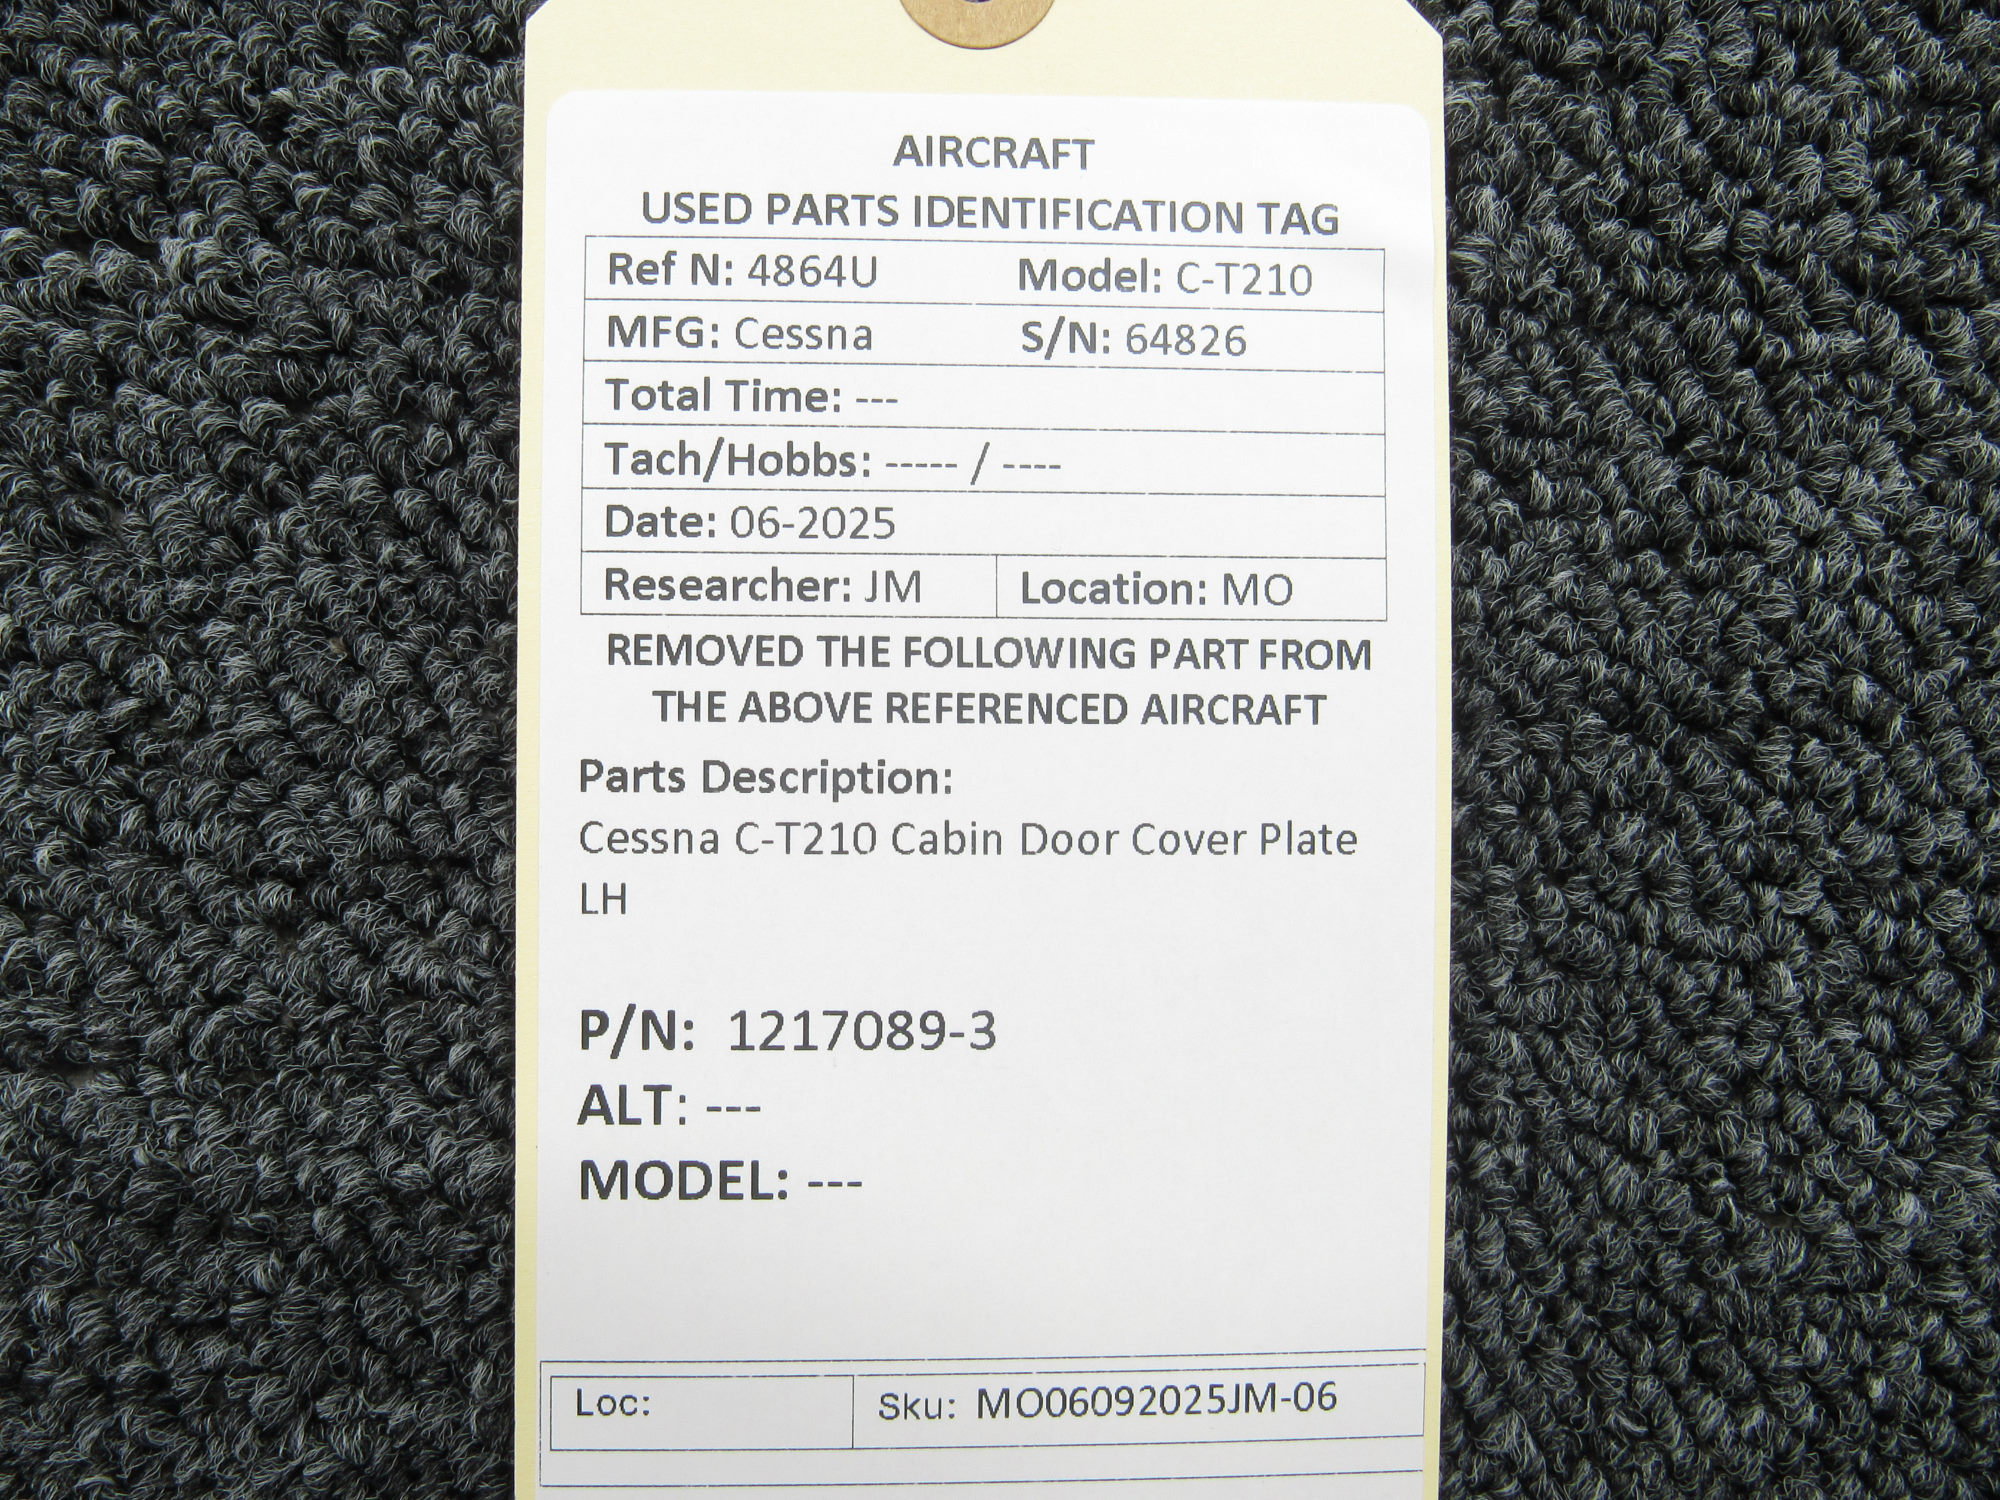 AIRCRAFT
USED PARTS IDENTIFICATION TAG
Ref N: 4864U Model: C-T210
MFG: Cessna S/N: 64826
Total Time: ---
Tach/Hobbs: ----- / ----
Date: 06-2025
Researcher: JM Location: MO
REMOVED THE FOLLOWING PART FROM
THE ABOVE REFERENCED AIRCRAFT
Parts Description:
Cessna C-T210 Cabin Door Cover Plate
LH
P/N: 1217089-3
ALT: ---
MODEL: ---
Loc: Sku: MO06092025JM-06